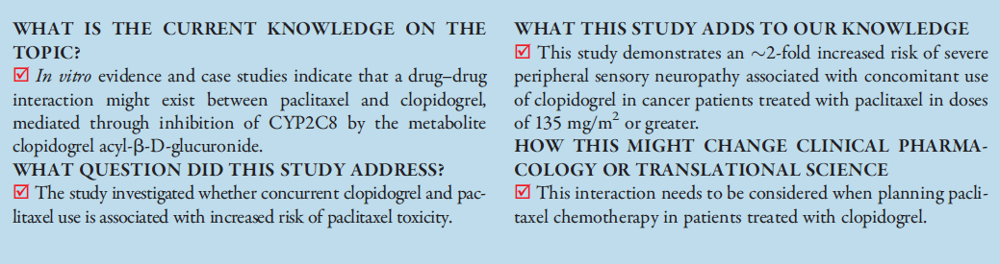 WHAT IS THE CURRENT KNOWLEDGE ON THE
TOPIC?
☑ In vitro evidence and case studies indicate that a drug–drug
interaction might exist between paclitaxel and clopidogrel,
mediated through inhibition of CYP2C8 by the metabolite
clopidogrel acyl-β-D-glucuronide.
WHAT QUESTION DID THIS STUDY ADDRESS?
☑ The study investigated whether concurrent clopidogrel and pac-
litaxel use is associated with increased risk of paclitaxel toxicity.
WHAT THIS STUDY ADDS TO OUR KNOWLEDGE
☑ This study demonstrates an ~2-fold increased risk of severe
peripheral sensory neuropathy associated with concomitant use
of clopidogrel in cancer patients treated with paclitaxel in doses
of 135 mg/m² or greater.
HOW THIS MIGHT CHANGE CLINICAL PHARMA-
COLOGY OR TRANSLATIONAL SCIENCE
☑ This interaction needs to be considered when planning pacli-
taxel chemotherapy in patients treated with clopidogrel.